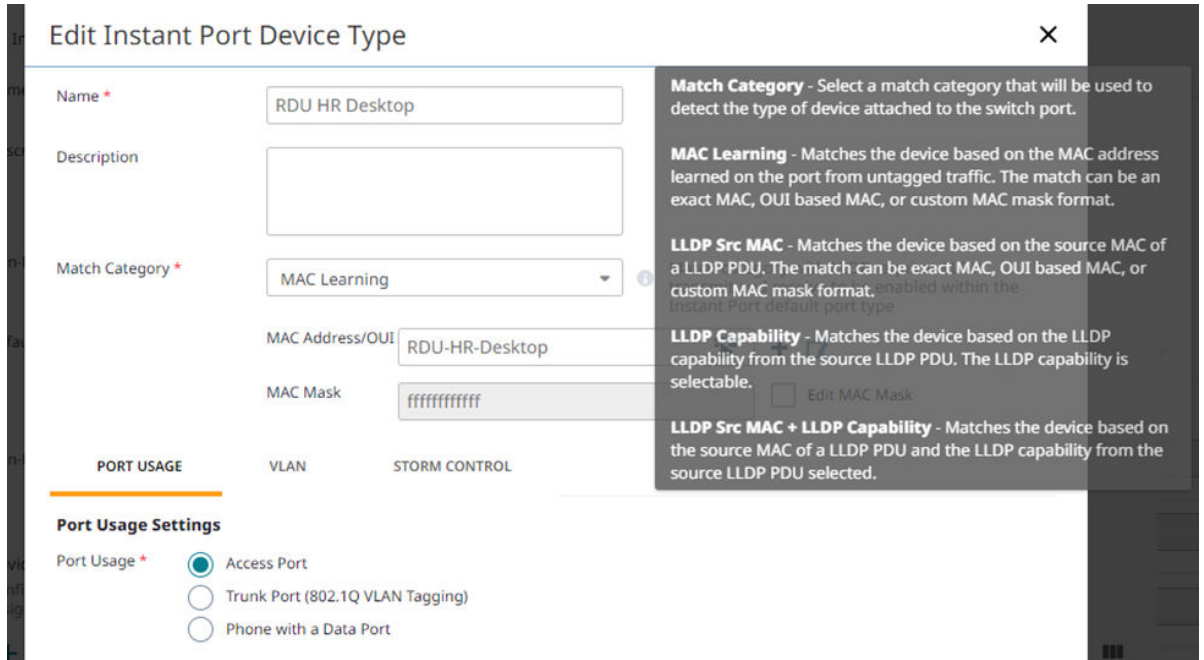 Edit Instant Port Device Type
Name *
RDU HR Desktop
Description
Match Category *
MAC Learning
MAC Address/OUI
RDU-HR-Desktop
MAC Mask
ffffffffffff
Edit MAC Mask
Match Category - Select a match category that will be used to
detect the type of device attached to the switch port.
MAC Learning - Matches the device based on the MAC address
learned on the port from untagged traffic. The match can be an
exact MAC, OUI based MAC, or custom MAC mask format.
LLDP Src MAC - Matches the device based on the source MAC of
a LLDP PDU. The match can be exact MAC, OUI based MAC, or
custom MAC mask format.
enabled within the
Instant Port default port type
LLDP Capability - Matches the device based on the LLDP
capability from the source LLDP PDU. The LLDP capability is
selectable.
LLDP Src MAC + LLDP Capability - Matches the device based on
the source MAC of a LLDP PDU and the LLDP capability from the
source LLDP PDU selected.
PORT USAGE
VLAN
STORM CONTROL
Port Usage Settings
Port Usage *
Access Port
Trunk Port (802.1Q VLAN Tagging)
Phone with a Data Port